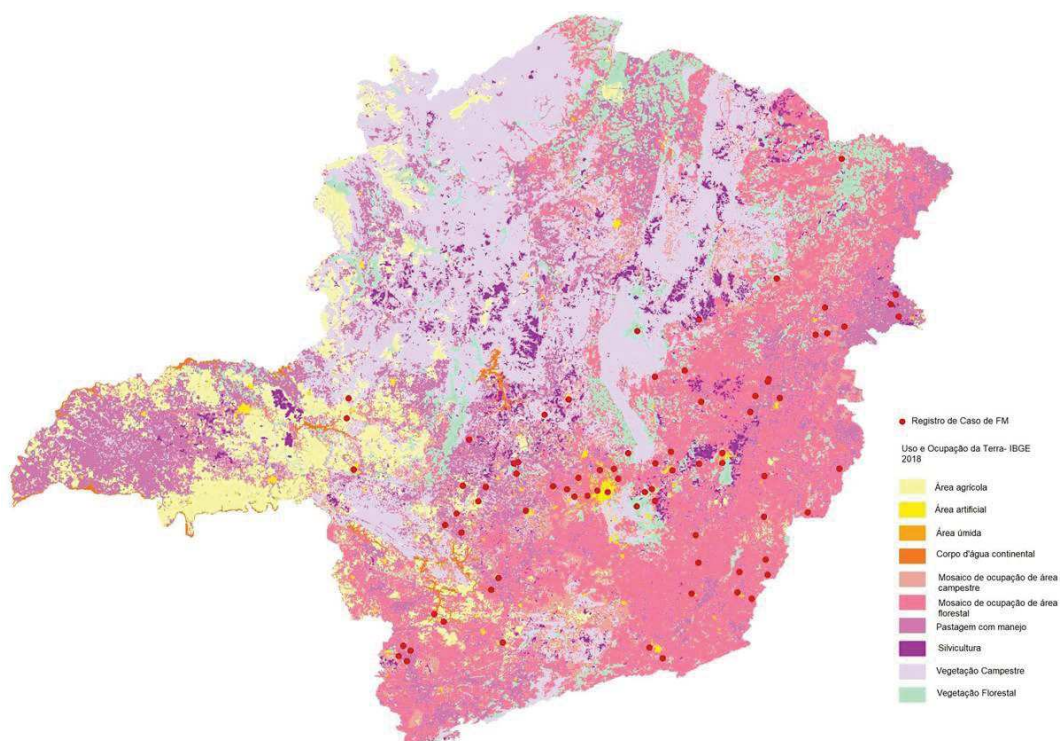 Registro de Caso de FM
Uso e Ocupação da Terra- IBGE
2018
Área agrícola
Área artificial
Área úmida
Corpo d'água continental
Mosaico de ocupação de área
campestre
Mosaico de ocupação de área
florestal
Pastagem com manejo
Silvicultura
Vegetação Campestre
Vegetação Florestal